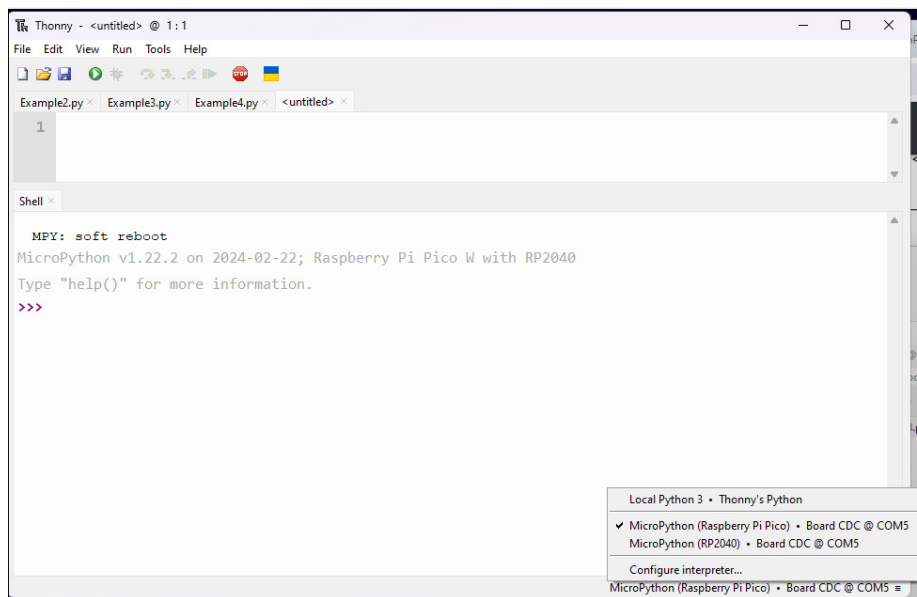 Thonny - <untitled> @ 1:1
File Edit View Run Tools Help
STOP
Example2.py × Example3.py × Example4.py × <untitled> ×
1
Shell ×
MPY: soft reboot
MicroPython v1.22.2 on 2024-02-22; Raspberry Pi Pico W with RP2040
Type "help()" for more information.
>>>
Local Python 3 • Thonny's Python
✓ MicroPython (Raspberry Pi Pico) • Board CDC @ COM5
MicroPython (RP2040) • Board CDC @ COM5
Configure interpreter...
MicroPython (Raspberry Pi Pico) • Board CDC @ COM5 ≡